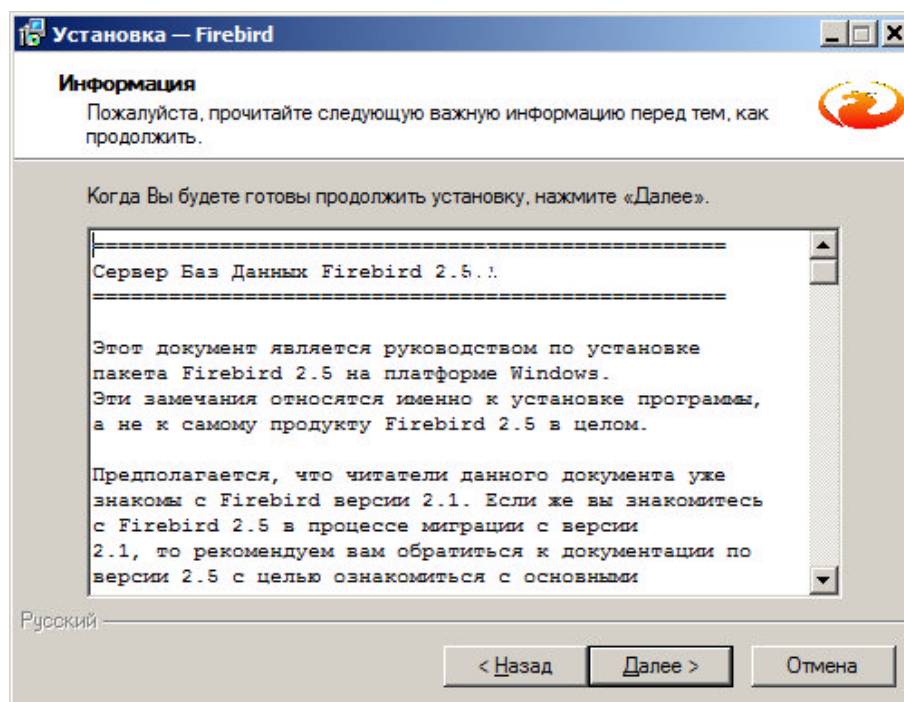 Установка — Firebird
Информация
Пожалуйста, прочитайте следующую важную информацию перед тем, как
продолжить.
Когда Вы будете готовы продолжить установку, нажмите «Далее».
==================================================
Сервер Баз Данных Firebird 2.5.
==================================================
Этот документ является руководством по установке
пакета Firebird 2.5 на платформе Windows.
Эти замечания относятся именно к установке программы,
а не к самому продукту Firebird 2.5 в целом.
Предполагается, что читатели данного документа уже
знакомы с Firebird версии 2.1. Если же вы знакомитесь
с Firebird 2.5 в процессе миграции с версии
2.1, то рекомендуем вам обратиться к документации по
версии 2.5 с целью ознакомиться с основными
Русский
< Назад
Далее >
Отмена